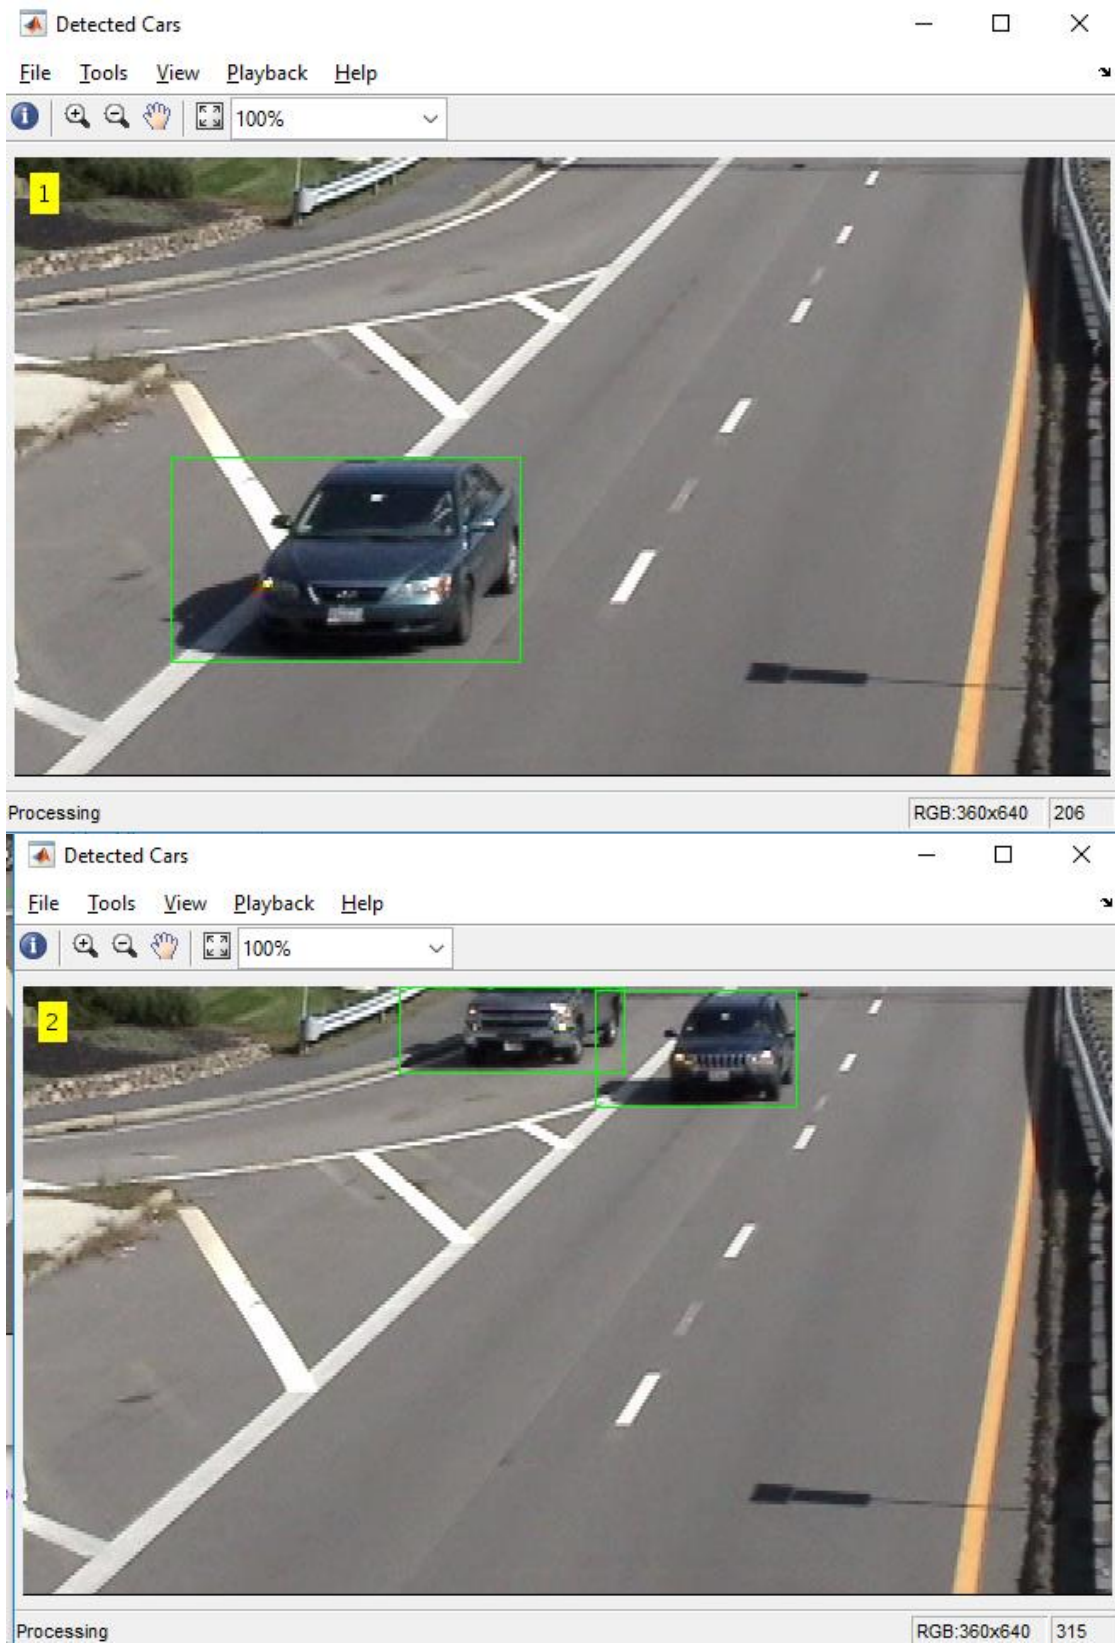 Detected Cars
File Tools View Playback Help
100%
1
Processing RGB:360x640 206
Detected Cars
File Tools View Playback Help
100%
2
Processing RGB:360x640 315